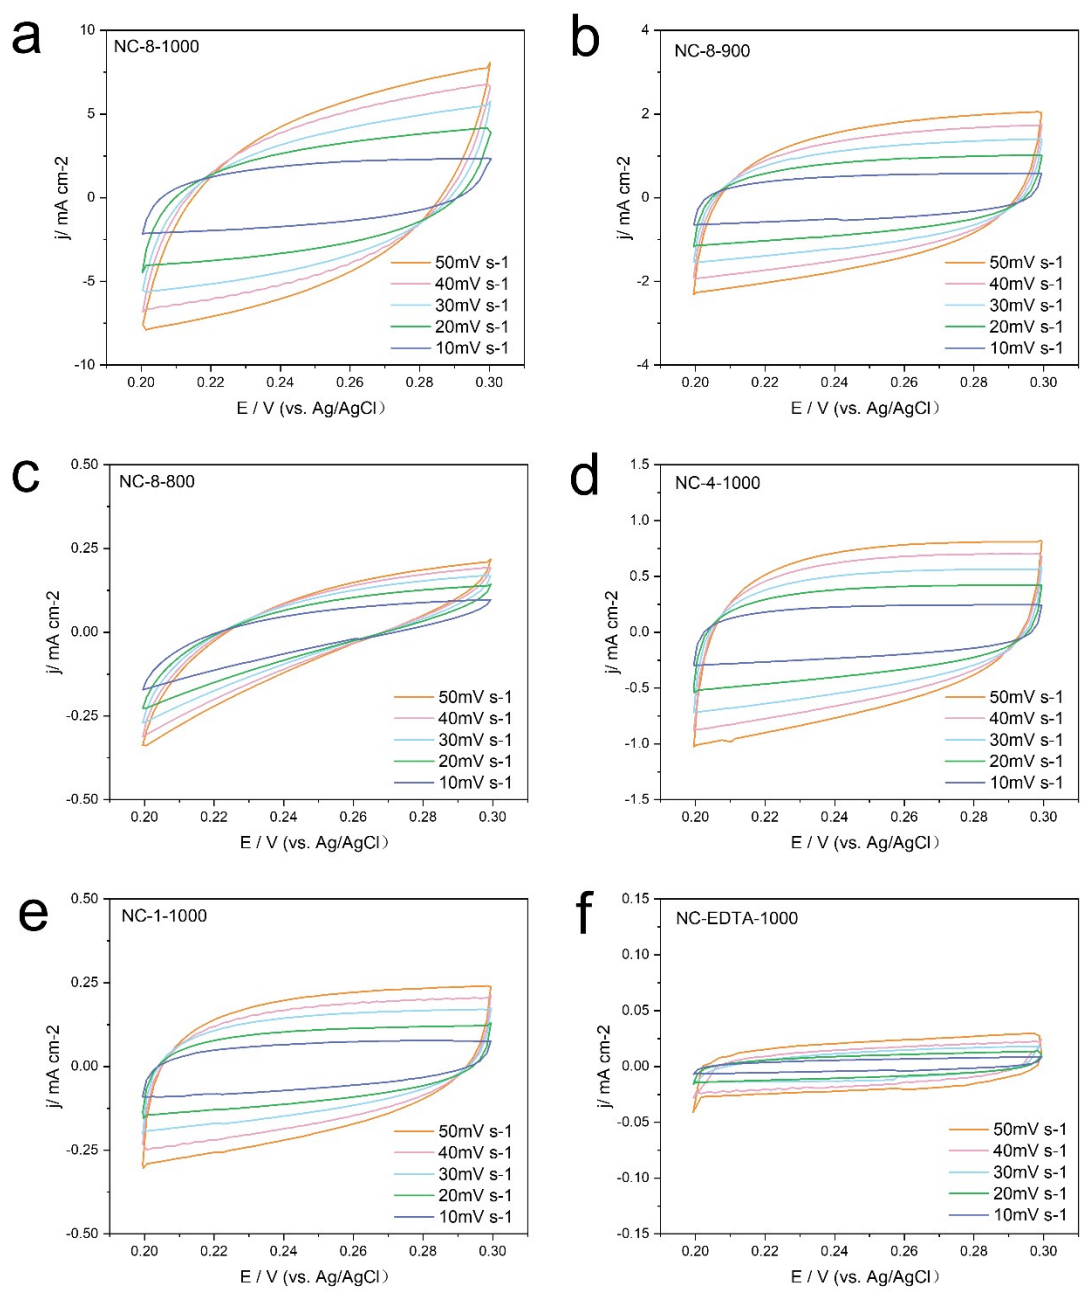 a
NC-8-1000
10
5
0
-5
-10
j/ mA cm-2
50mV s-1
40mV s-1
30mV s-1
20mV s-1
10mV s-1
0.20 0.22 0.24 0.26 0.28 0.30
E / V (vs. Ag/AgCl）
b
NC-8-900
4
2
0
-2
-4
j/ mA cm-2
50mV s-1
40mV s-1
30mV s-1
20mV s-1
10mV s-1
0.20 0.22 0.24 0.26 0.28 0.30
E / V (vs. Ag/AgCl）
c
NC-8-800
0.50
0.25
0.00
-0.25
-0.50
j/ mA cm-2
50mV s-1
40mV s-1
30mV s-1
20mV s-1
10mV s-1
0.20 0.22 0.24 0.26 0.28 0.30
E / V (vs. Ag/AgCl）
d
NC-4-1000
1.5
1.0
0.5
0.0
-0.5
-1.0
-1.5
j/ mA cm-2
50mV s-1
40mV s-1
30mV s-1
20mV s-1
10mV s-1
0.20 0.22 0.24 0.26 0.28 0.30
E / V (vs. Ag/AgCl）
e
NC-1-1000
0.50
0.25
0.00
-0.25
-0.50
j/ mA cm-2
50mV s-1
40mV s-1
30mV s-1
20mV s-1
10mV s-1
0.20 0.22 0.24 0.26 0.28 0.30
E / V (vs. Ag/AgCl）
f
NC-EDTA-1000
0.15
0.10
0.05
0.00
-0.05
-0.10
-0.15
j/ mA cm-2
50mV s-1
40mV s-1
30mV s-1
20mV s-1
10mV s-1
0.20 0.22 0.24 0.26 0.28 0.30
E / V (vs. Ag/AgCl）